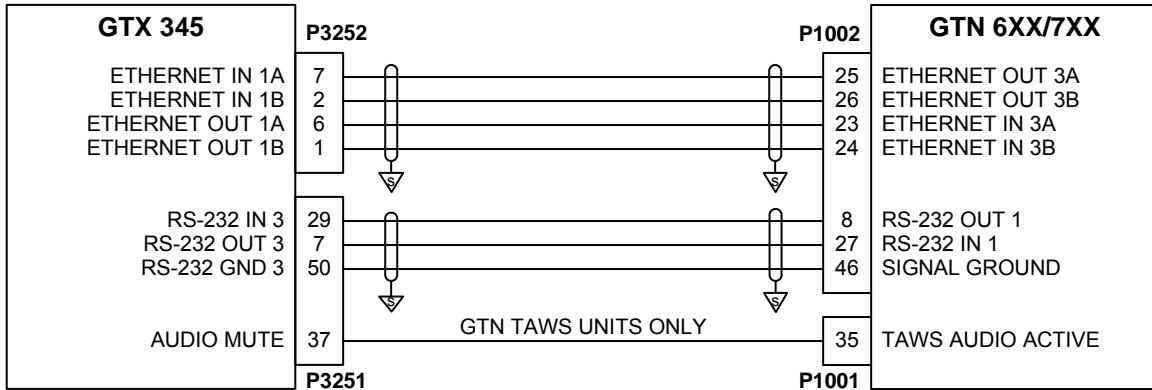 GTX 345 P3252 P1002 GTN 6XX/7XX
ETHERNET IN 1A 7 25 ETHERNET OUT 3A
ETHERNET IN 1B 2 26 ETHERNET OUT 3B
ETHERNET OUT 1A 6 23 ETHERNET IN 3A
ETHERNET OUT 1B 1 24 ETHERNET IN 3B
S S
RS-232 IN 3 29 8 RS-232 OUT 1
RS-232 OUT 3 7 27 RS-232 IN 1
RS-232 GND 3 50 46 SIGNAL GROUND
S S
AUDIO MUTE 37 GTN TAWS UNITS ONLY 35 TAWS AUDIO ACTIVE
P3251 P1001